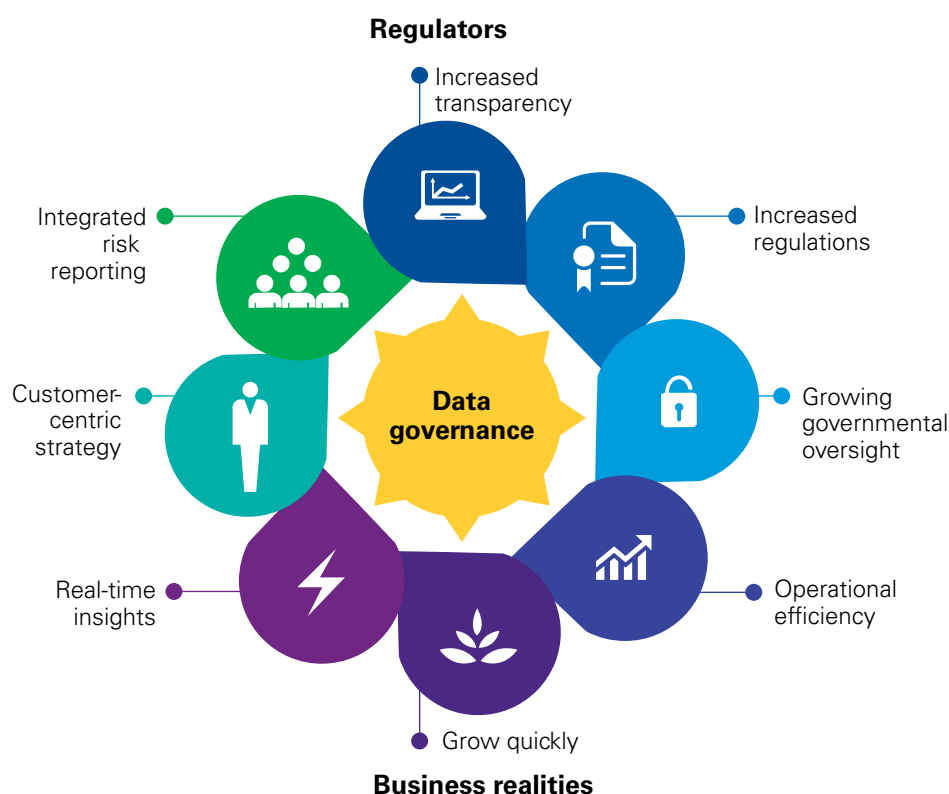 Regulators
Increased
transparency
Integrated
risk
reporting
Increased
regulations
Customer-
centric
strategy
Data
governance
Growing
governmental
oversight
Real-time
insights
Operational
efficiency
Grow quickly
Business realities